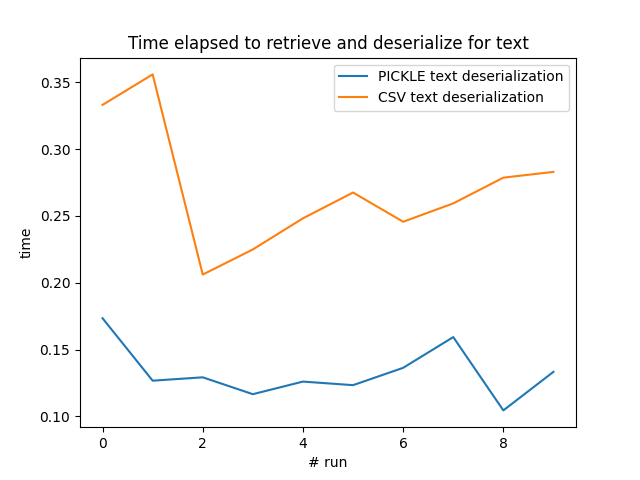 Time elapsed to retrieve and deserialize for text
PICKLE text deserialization
CSV text deserialization
0.35
0.30
0.25
0.20
0.15
0.10
time
0 2 4 6 8
# run